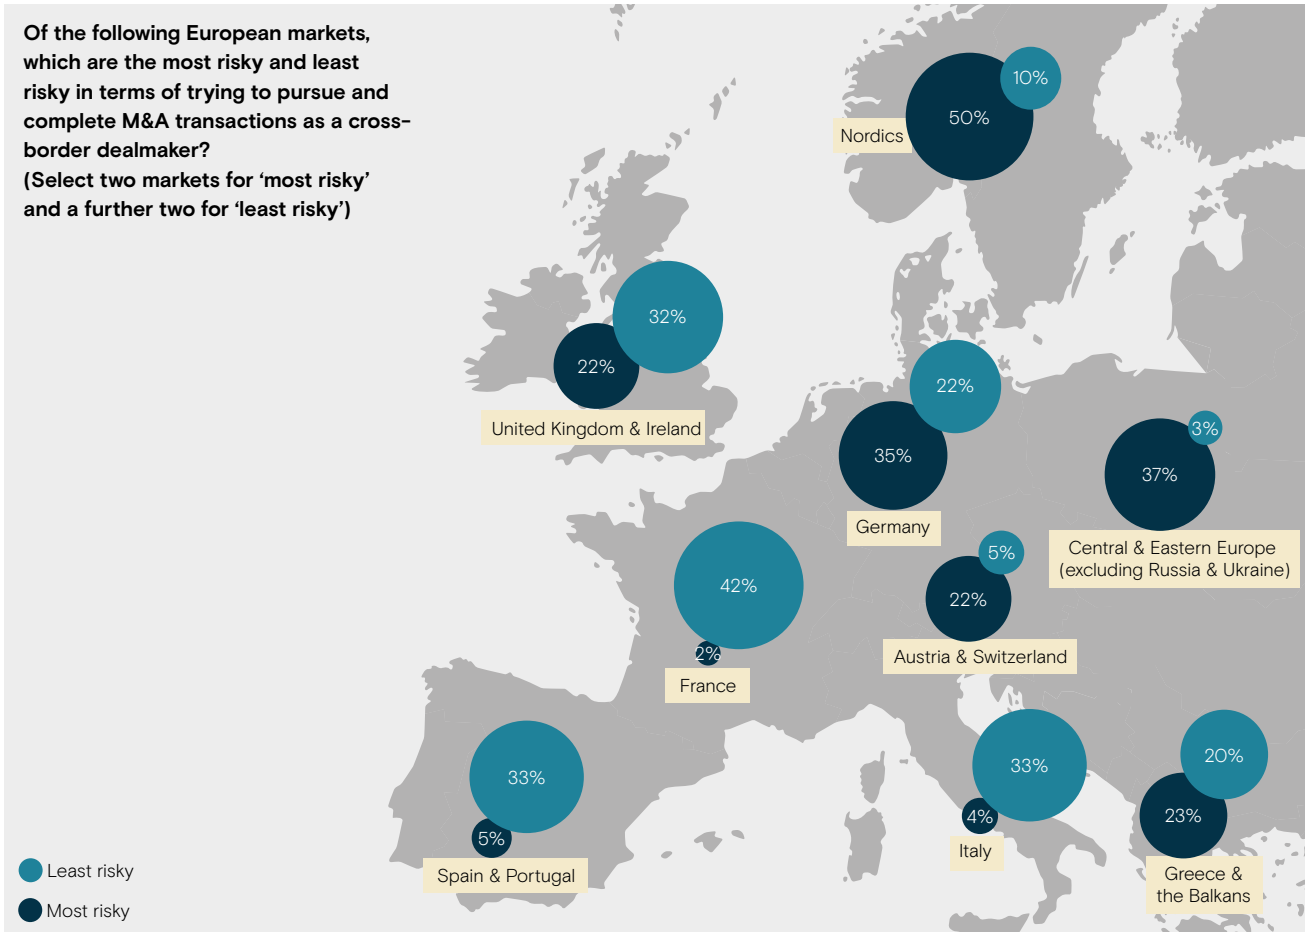 Of the following European markets,
which are the most risky and least
risky in terms of trying to pursue and
complete M&A transactions as a cross-
border dealmaker?
(Select two markets for ‘most risky’
and a further two for ‘least risky’)
10%
50%
Nordics
32%
22%
United Kingdom & Ireland
22%
35%
Germany
3%
37%
Central & Eastern Europe
(excluding Russia & Ukraine)
5%
22%
Austria & Switzerland
42%
2%
France
33%
5%
Spain & Portugal
33%
4%
Italy
20%
23%
Greece &
the Balkans
Least risky
Most risky